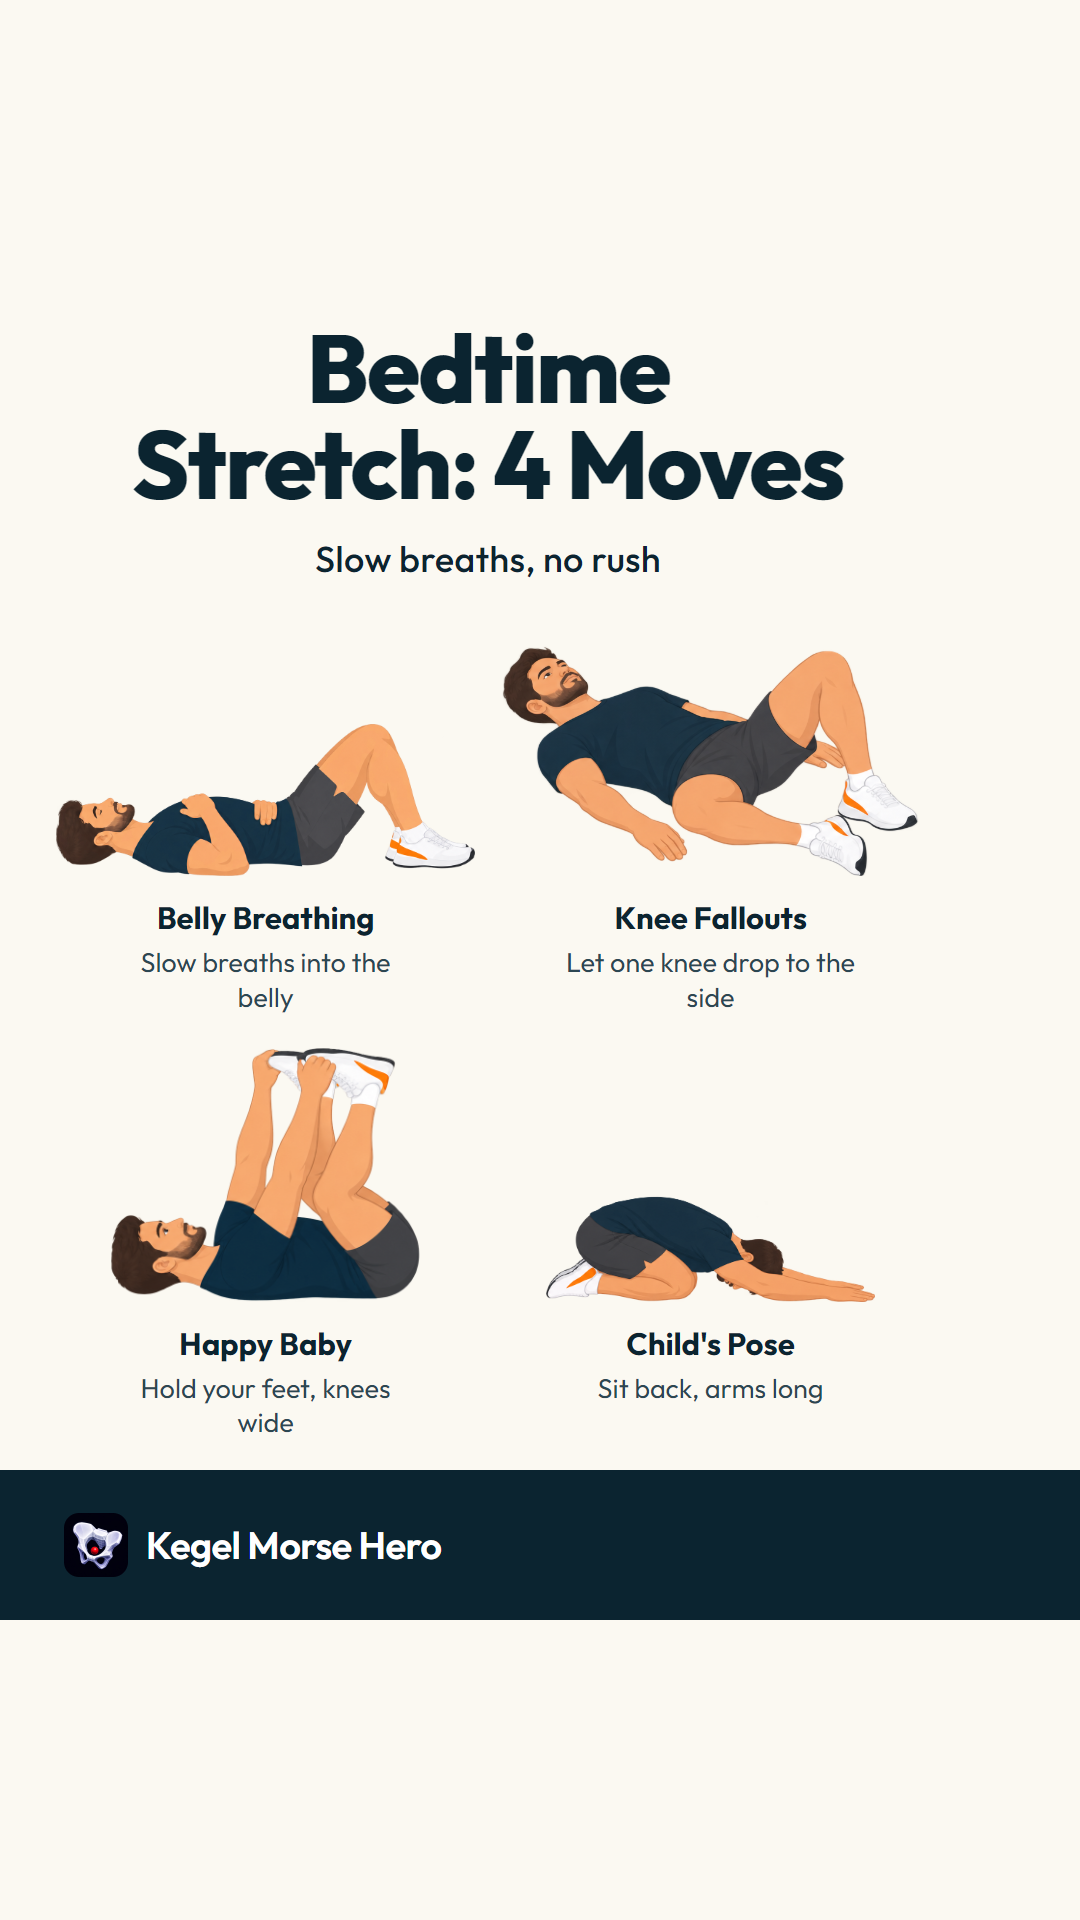 Bedtime
Stretch: 4 Moves
Slow breaths, no rush
Belly Breathing
Slow breaths into the
belly
Knee Fallouts
Let one knee drop to the
side
Happy Baby
Hold your feet, knees
wide
Child's Pose
Sit back, arms long
Kegel Morse Hero